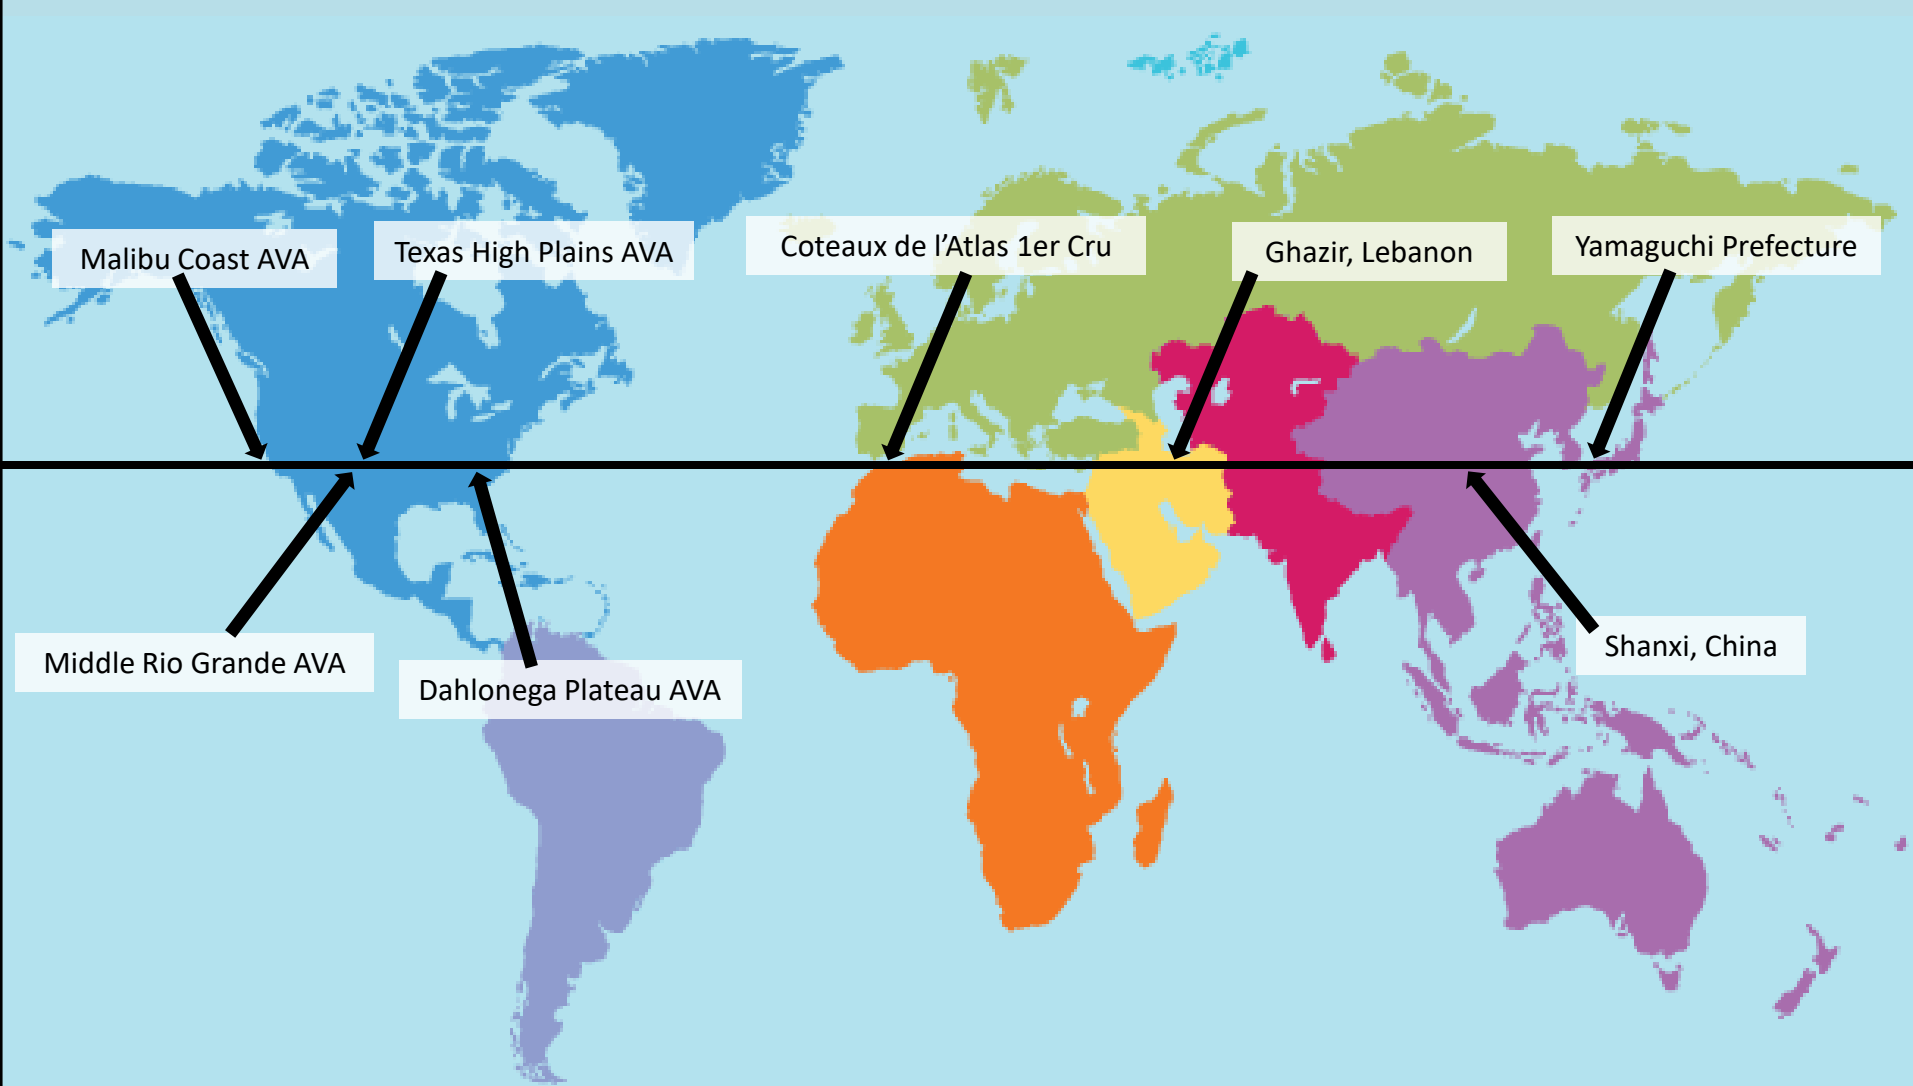 Malibu Coast AVA
Texas High Plains AVA
Coteaux de l'Atlas 1er Cru
Ghazir, Lebanon
Yamaguchi Prefecture
Middle Rio Grande AVA
Dahlonega Plateau AVA
Shanxi, China